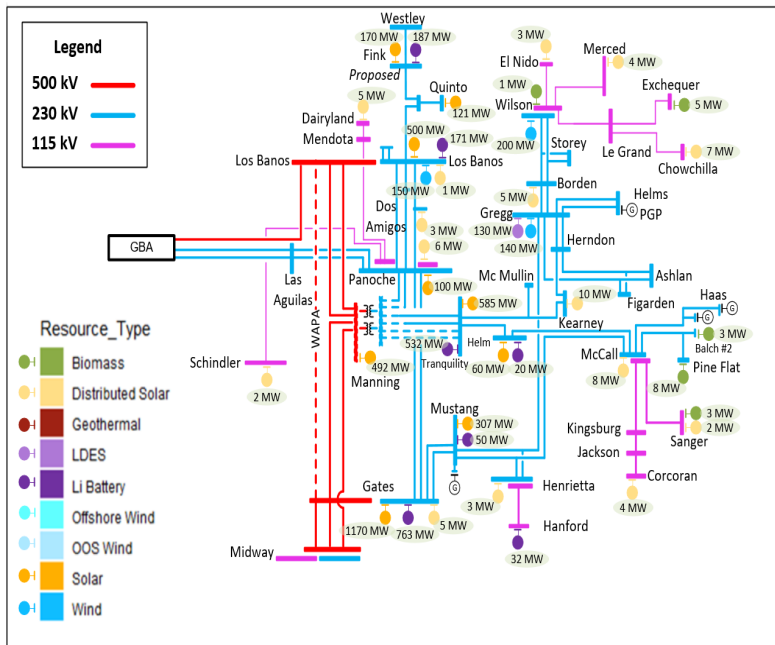 Legend
500 kV
230 kV
115 kV
Westley
170 MW
187 MW
Fink
Proposed
Quinto
121 MW
5 MW
Dairyland
Mendota
500 MW
171 MW
Los Banos
Los Banos
150 MW
1 MW
Dos
Amigos
3 MW
6 MW
GBA
Las
Aguilas
Panoche
100 MW
WAPA
Schindler
2 MW
492 MW
Manning
532 MW
Tranquility
585 MW
Helm
60 MW
20 MW
Mc Mullin
3 MW
El Nido
Merced
4 MW
1 MW
Exchequer
5 MW
Wilson
200 MW
Storey
Le Grand
7 MW
Chowchilla
Borden
5 MW
Gregg
130 MW
140 MW
Helms
PGP
G
Herndon
Ashlan
Figarden
10 MW
Kearney
Haas
G
G
McCall
3 MW
Balch #2
8 MW
Pine Flat
8 MW
Kingsburg
Jackson
Corcoran
4 MW
3 MW
2 MW
Sanger
Mustang
307 MW
50 MW
G
Henrietta
3 MW
Hanford
32 MW
Gates
1170 MW
763 MW
5 MW
Midway
Resource_Type
Biomass
Distributed Solar
Geothermal
LDES
Li Battery
Offshore Wind
OOS Wind
Solar
Wind